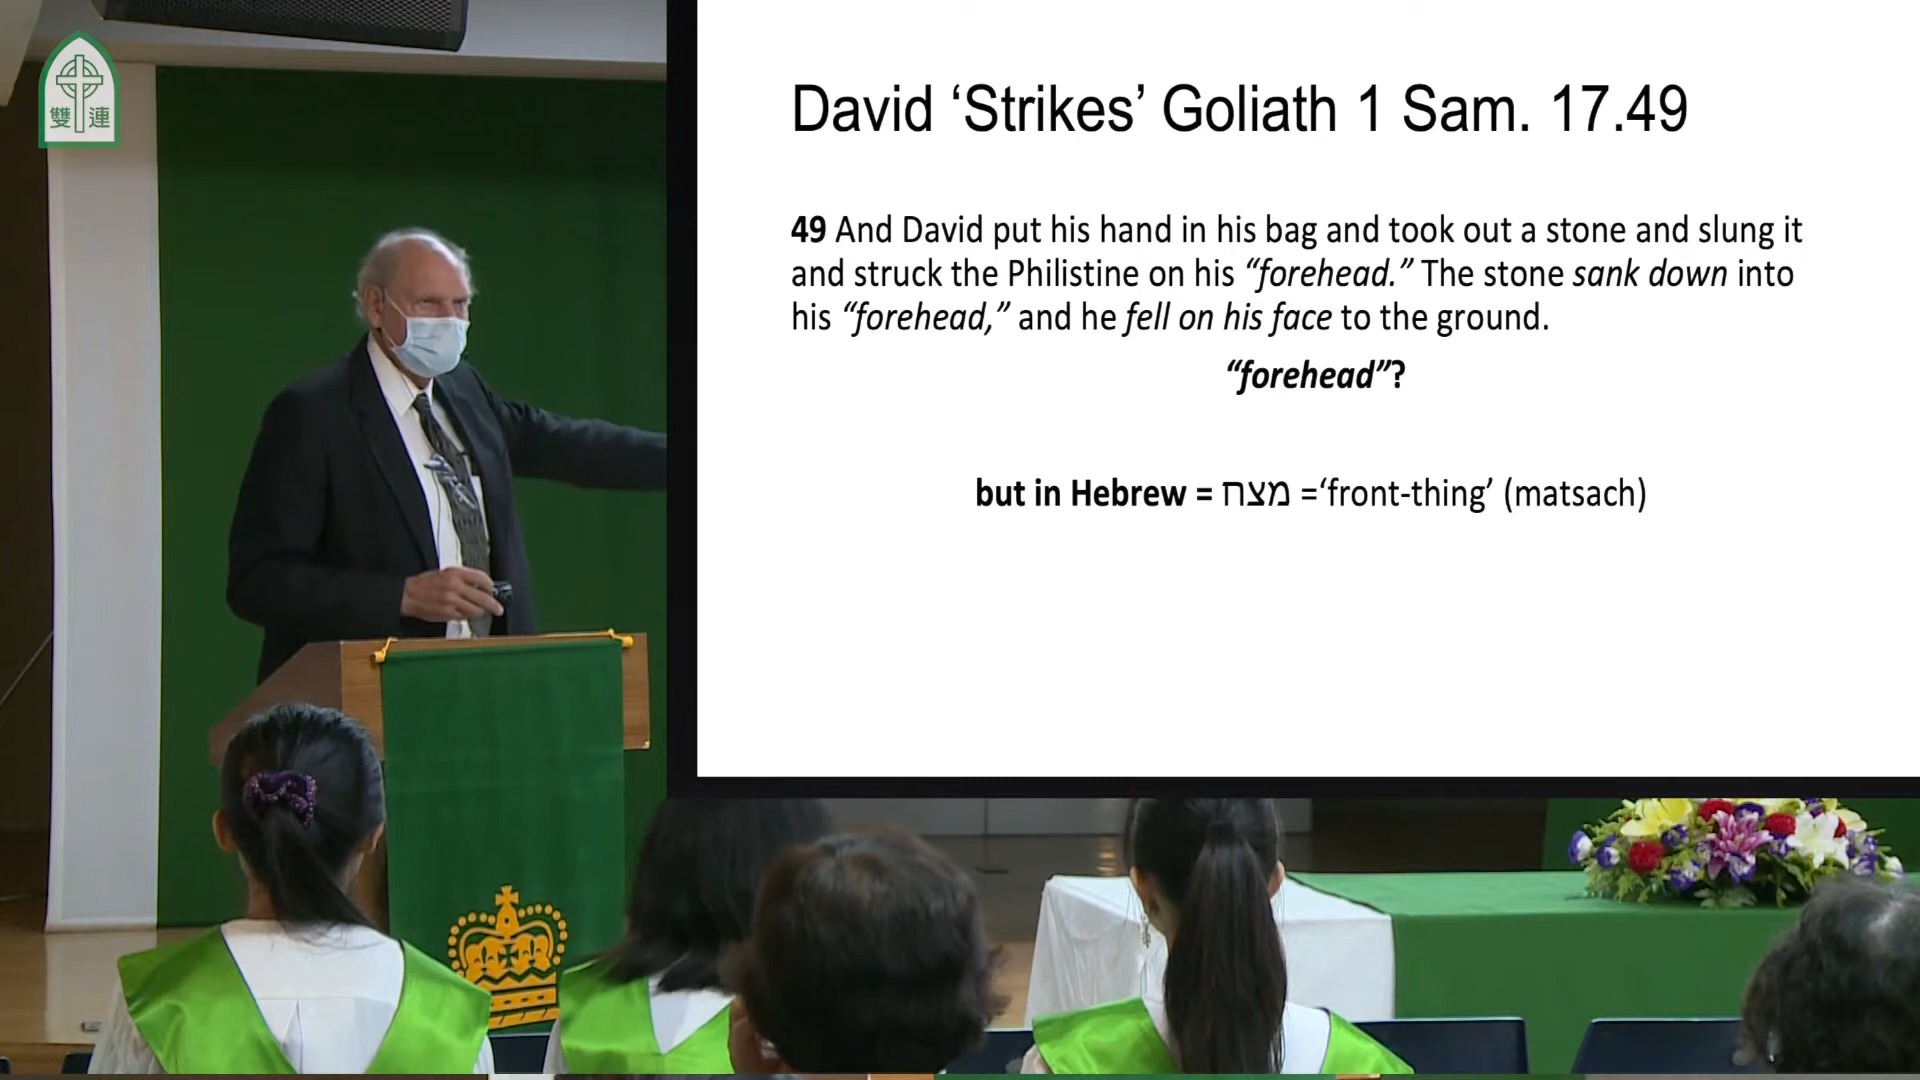 雙連
David ‘Strikes’ Goliath 1 Sam. 17.49
49 And David put his hand in his bag and took out a stone and slung it
and struck the Philistine on his “forehead.” The stone sank down into
his “forehead,” and he fell on his face to the ground.
“forehead”?
but in Hebrew = מצח =‘front-thing’ (matsach)